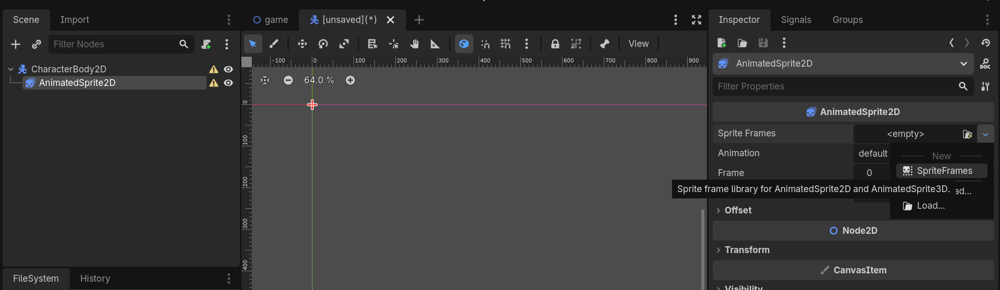 Scene Import
game [unsaved](*)
Inspector Signals Groups
Filter Nodes
View
CharacterBody2D
AnimatedSprite2D
-100 0 100 200 300 400 500 600 700 800 900
64.0 %
0
100
200
300
400
AnimatedSprite2D
DOC
Filter Properties
AnimatedSprite2D
Sprite Frames <empty>
New
Animation default
SpriteFrames
Frame 0
Sprite frame library for AnimatedSprite2D and AnimatedSprite3D.
ad...
Load...
Offset
Node2D
Transform
CanvasItem
Visibility
FileSystem History